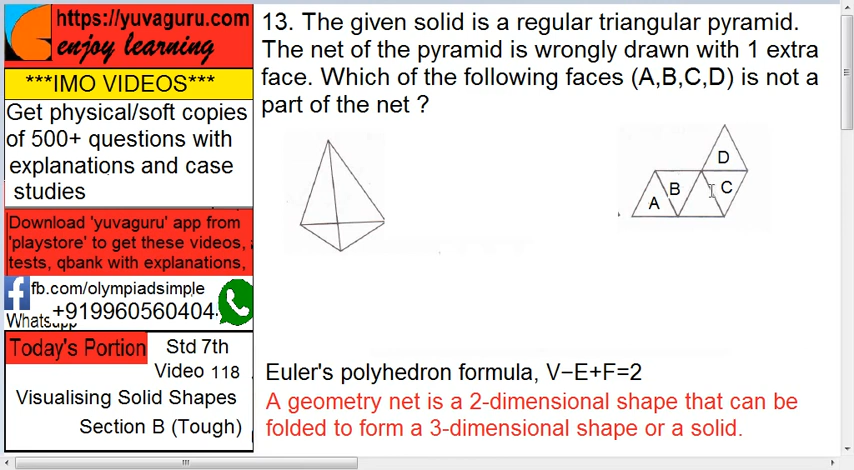 https://yuvaguru.com
enjoy learning
***IMO VIDEOS***
Get physical/soft copies
of 500+ questions with
explanations and case
studies
Download 'yuvaguru' app from
'playstore' to get these videos,
tests, qbank with explanations,
fb.com/olympiadsimple
Whatsupp +919960560404
Today's Portion Std 7th
Video 118
Visualising Solid Shapes
Section B (Tough)
13. The given solid is a regular triangular pyramid.
The net of the pyramid is wrongly drawn with 1 extra
face. Which of the following faces (A,B,C,D) is not a
part of the net ?
D
B C
A
Euler's polyhedron formula, V−E+F=2
A geometry net is a 2-dimensional shape that can be
folded to form a 3-dimensional shape or a solid.